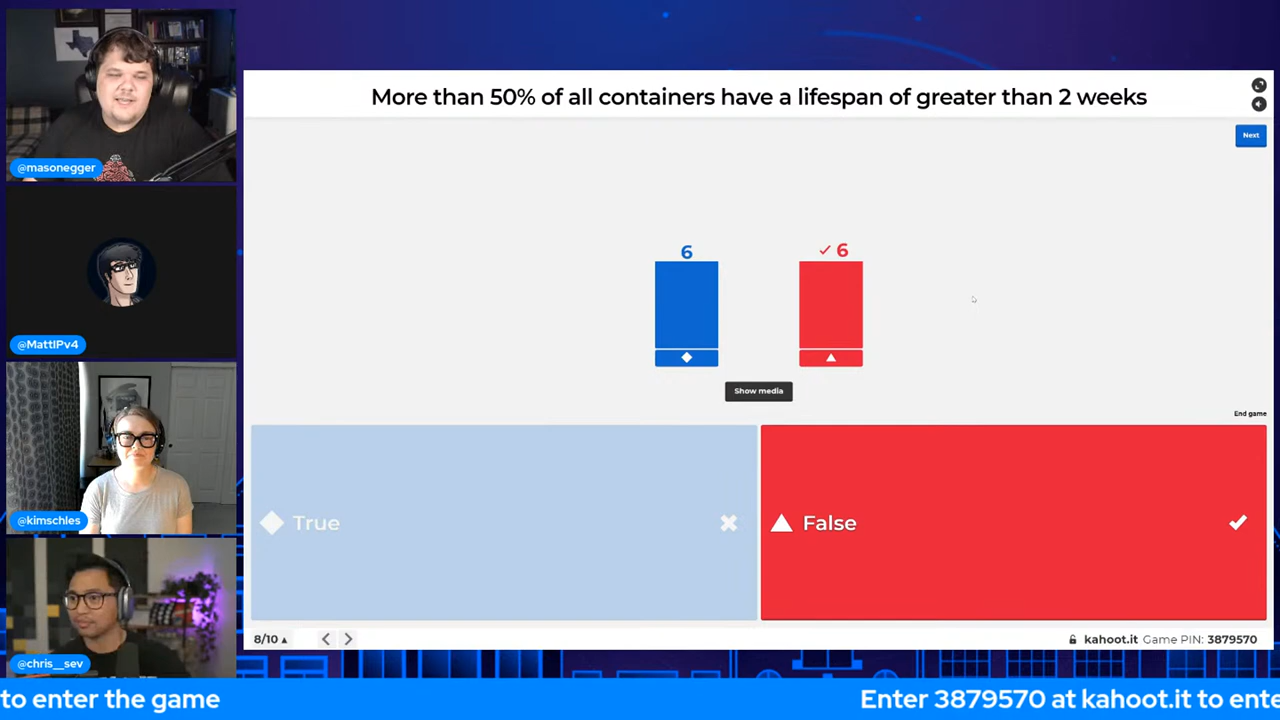 @masonegger
@MattIPv4
@kimschles
@chris__sev
More than 50% of all containers have a lifespan of greater than 2 weeks
Next
6
6
Show media
End game
True
False
8/10
kahoot.it Game PIN: 3879570
to enter the game
Enter 3879570 at kahoot.it to ente